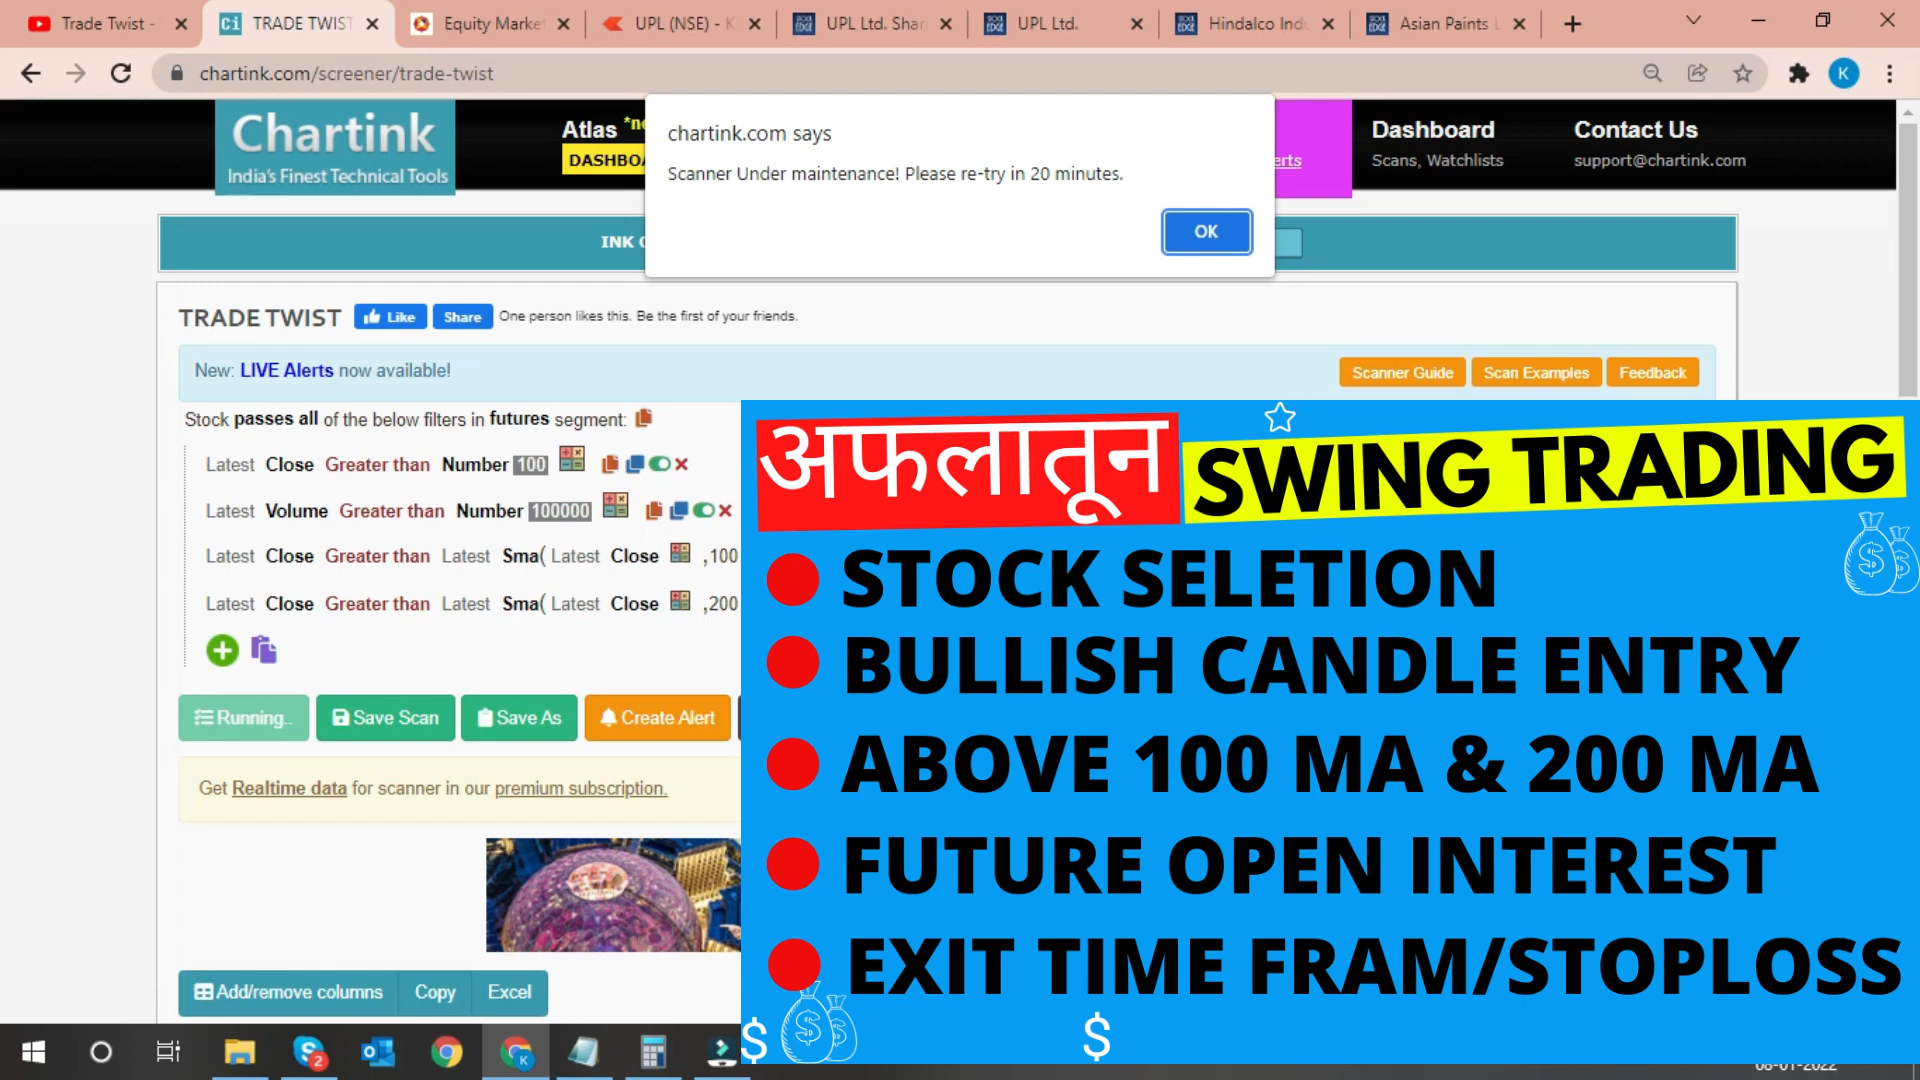 Trade Twist -
TRADE TWIST
Equity Marke
UPL (NSE) - K
UPL Ltd. Shar
UPL Ltd.
Hindalco Indu
Asian Paints L
chartink.com/screener/trade-twist
K
Chartink
India's Finest Technical Tools
Atlas *ne
DASHBOA
chartink.com says
Scanner Under maintenance! Please re-try in 20 minutes.
OK
erts
Dashboard
Scans, Watchlists
Contact Us
support@chartink.com
INK
TRADE TWIST Like Share One person likes this. Be the first of your friends.
New: LIVE Alerts now available!
Scanner Guide Scan Examples Feedback
Stock passes all of the below filters in futures segment:
Latest Close Greater than Number 100
Latest Volume Greater than Number 100000
Latest Close Greater than Latest Sma( Latest Close ,100
Latest Close Greater than Latest Sma( Latest Close ,200
Running.. Save Scan Save As Create Alert
Get Realtime data for scanner in our premium subscription.
Add/remove columns Copy Excel
अफलातून SWING TRADING
STOCK SELETION
BULLISH CANDLE ENTRY
ABOVE 100 MA & 200 MA
FUTURE OPEN INTEREST
EXIT TIME FRAM/STOPLOSS
08-01-2022